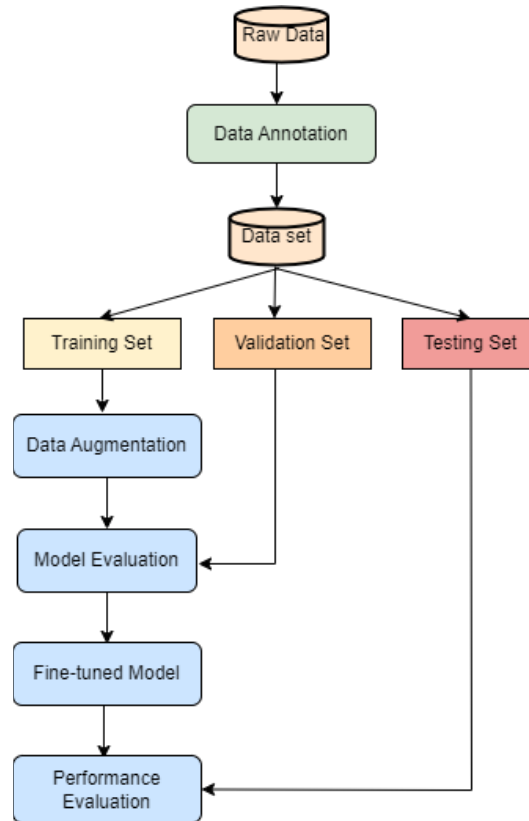 Raw Data
Data Annotation
Data set
Training Set
Validation Set
Testing Set
Data Augmentation
Model Evaluation
Fine-tuned Model
Performance
Evaluation